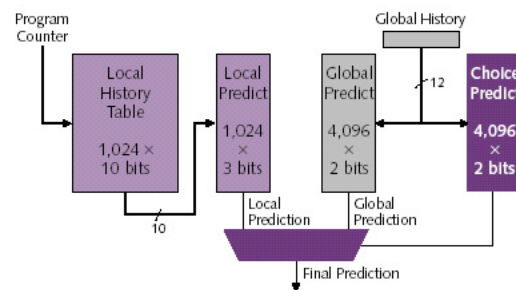 Program
Counter
Local
History
Table
1,024 ×
10 bits
10
Local
Predict
1,024
×
3 bits
Global History
12
Global
Predict
4,096
×
2 bits
Choice
Predict
4,096
×
2 bits
Local
Prediction
Global
Prediction
Final Prediction